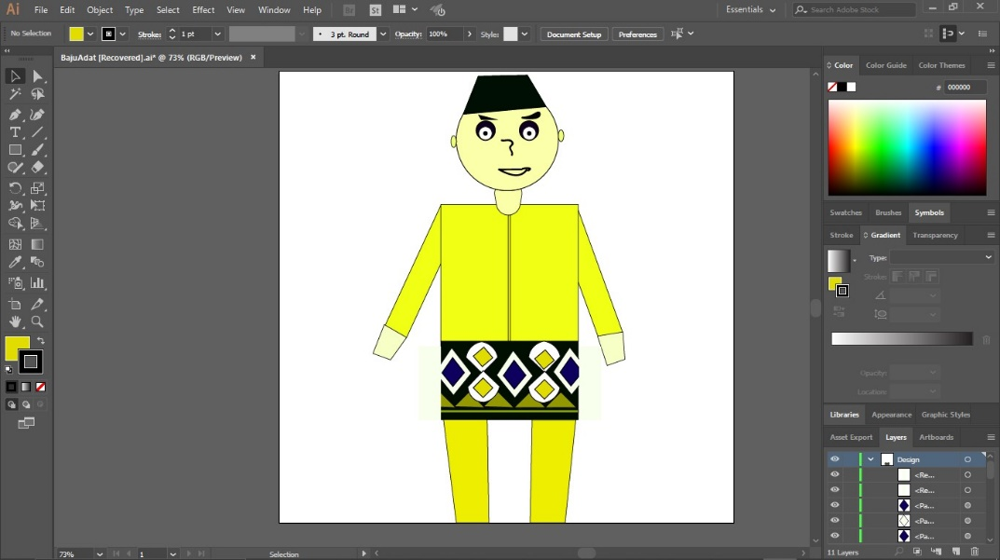 Ai File Edit Object Type Select Effect View Window Help Br St Essentials Search Adobe Stock
No Selection Stroke: 1 pt 3 pt. Round Opacity: 100% Style: Document Setup Preferences
BajuAdat [Recovered].ai* @ 73% (RGB/Preview) ×
Color Color Guide Color Themes
# 000000
Swatches Brushes Symbols
Stroke Gradient Transparency
Type:
Stroke:
Opacity:
Location:
Libraries Appearance Graphic Styles
Asset Export Layers Artboards
Design
<Re...
<Re...
<Pa...
<Pa...
<Pa...
73% 1 Selection 11 Layers